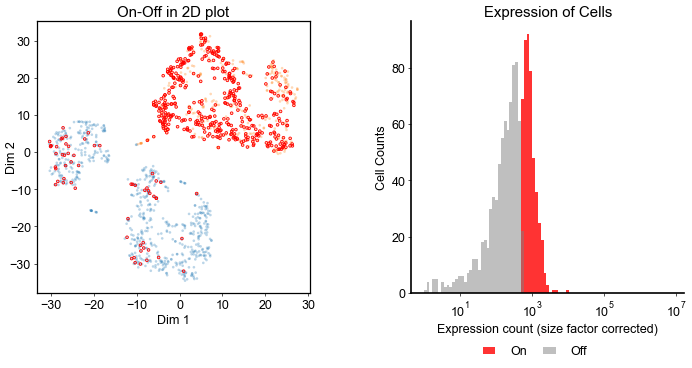 On-Off in 2D plot
Dim 2
30
20
10
0
−10
−20
−30
−30 −20 −10 0 10 20 30
Dim 1
Expression of Cells
Cell Counts
80
60
40
20
0
10^1 10^3 10^5 10^7
Expression count (size factor corrected)
On Off